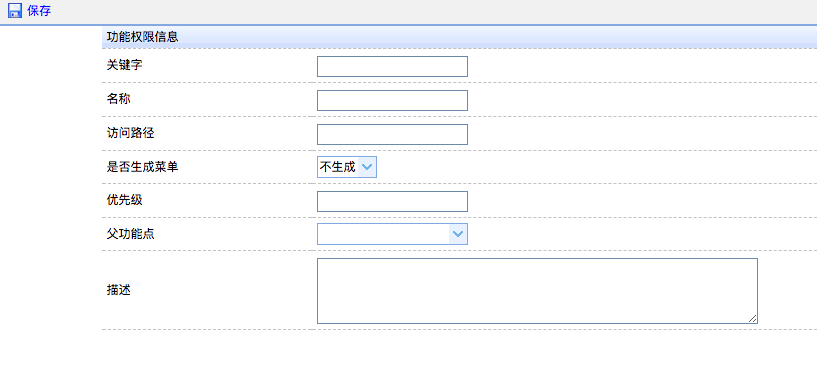 保存
功能权限信息
关键字
名称
访问路径
是否生成菜单 不生成
优先级
父功能点
描述